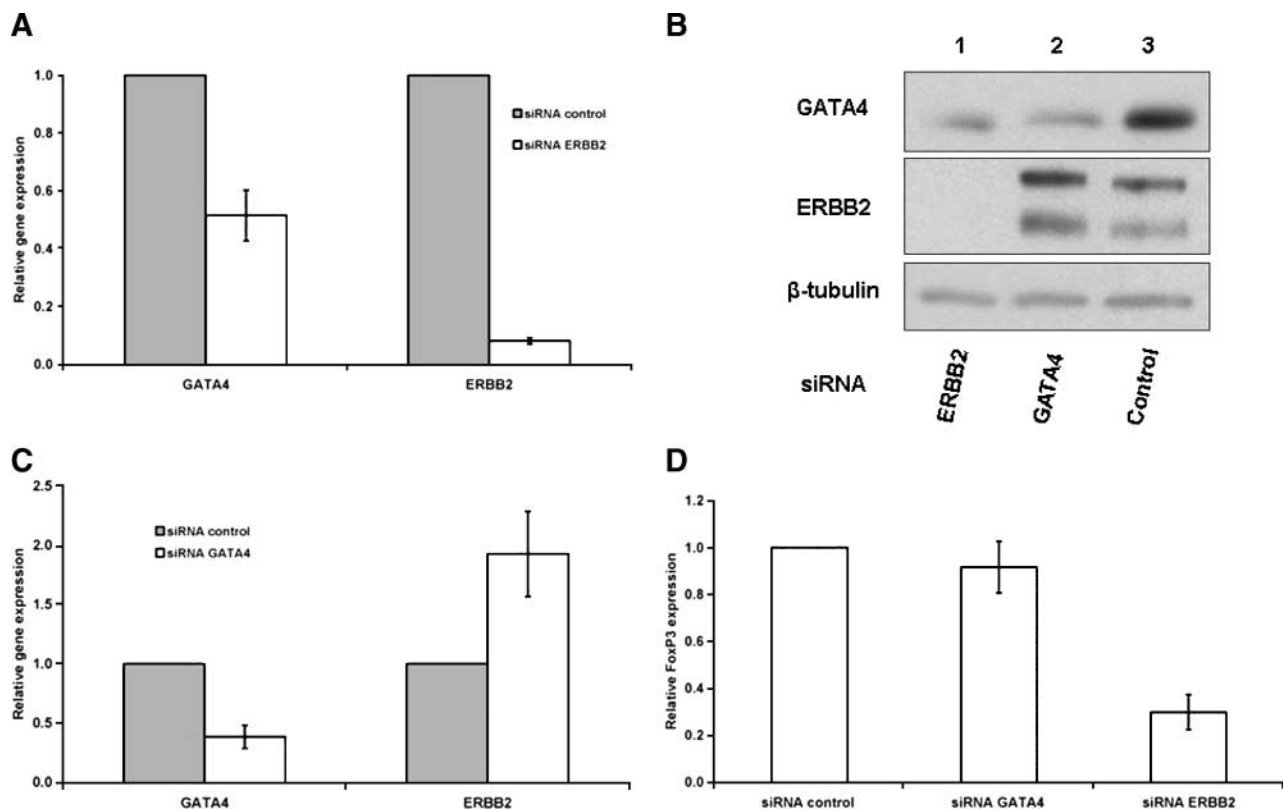 A
Relative gene expression
1.0
0.8
0.6
0.4
0.2
0.0
siRNA control
siRNA ERBB2
GATA4
ERBB2
B
1 2 3
GATA4
ERBB2
β-tubulin
siRNA
ERBB2
GATA4
Control
C
Relative gene expression
2.5
2.0
1.5
1.0
0.5
0.0
siRNA control
siRNA GATA4
GATA4
ERBB2
D
Relative FoxP3 expression
1.2
1.0
0.8
0.6
0.4
0.2
0.0
siRNA control
siRNA GATA4
siRNA ERBB2